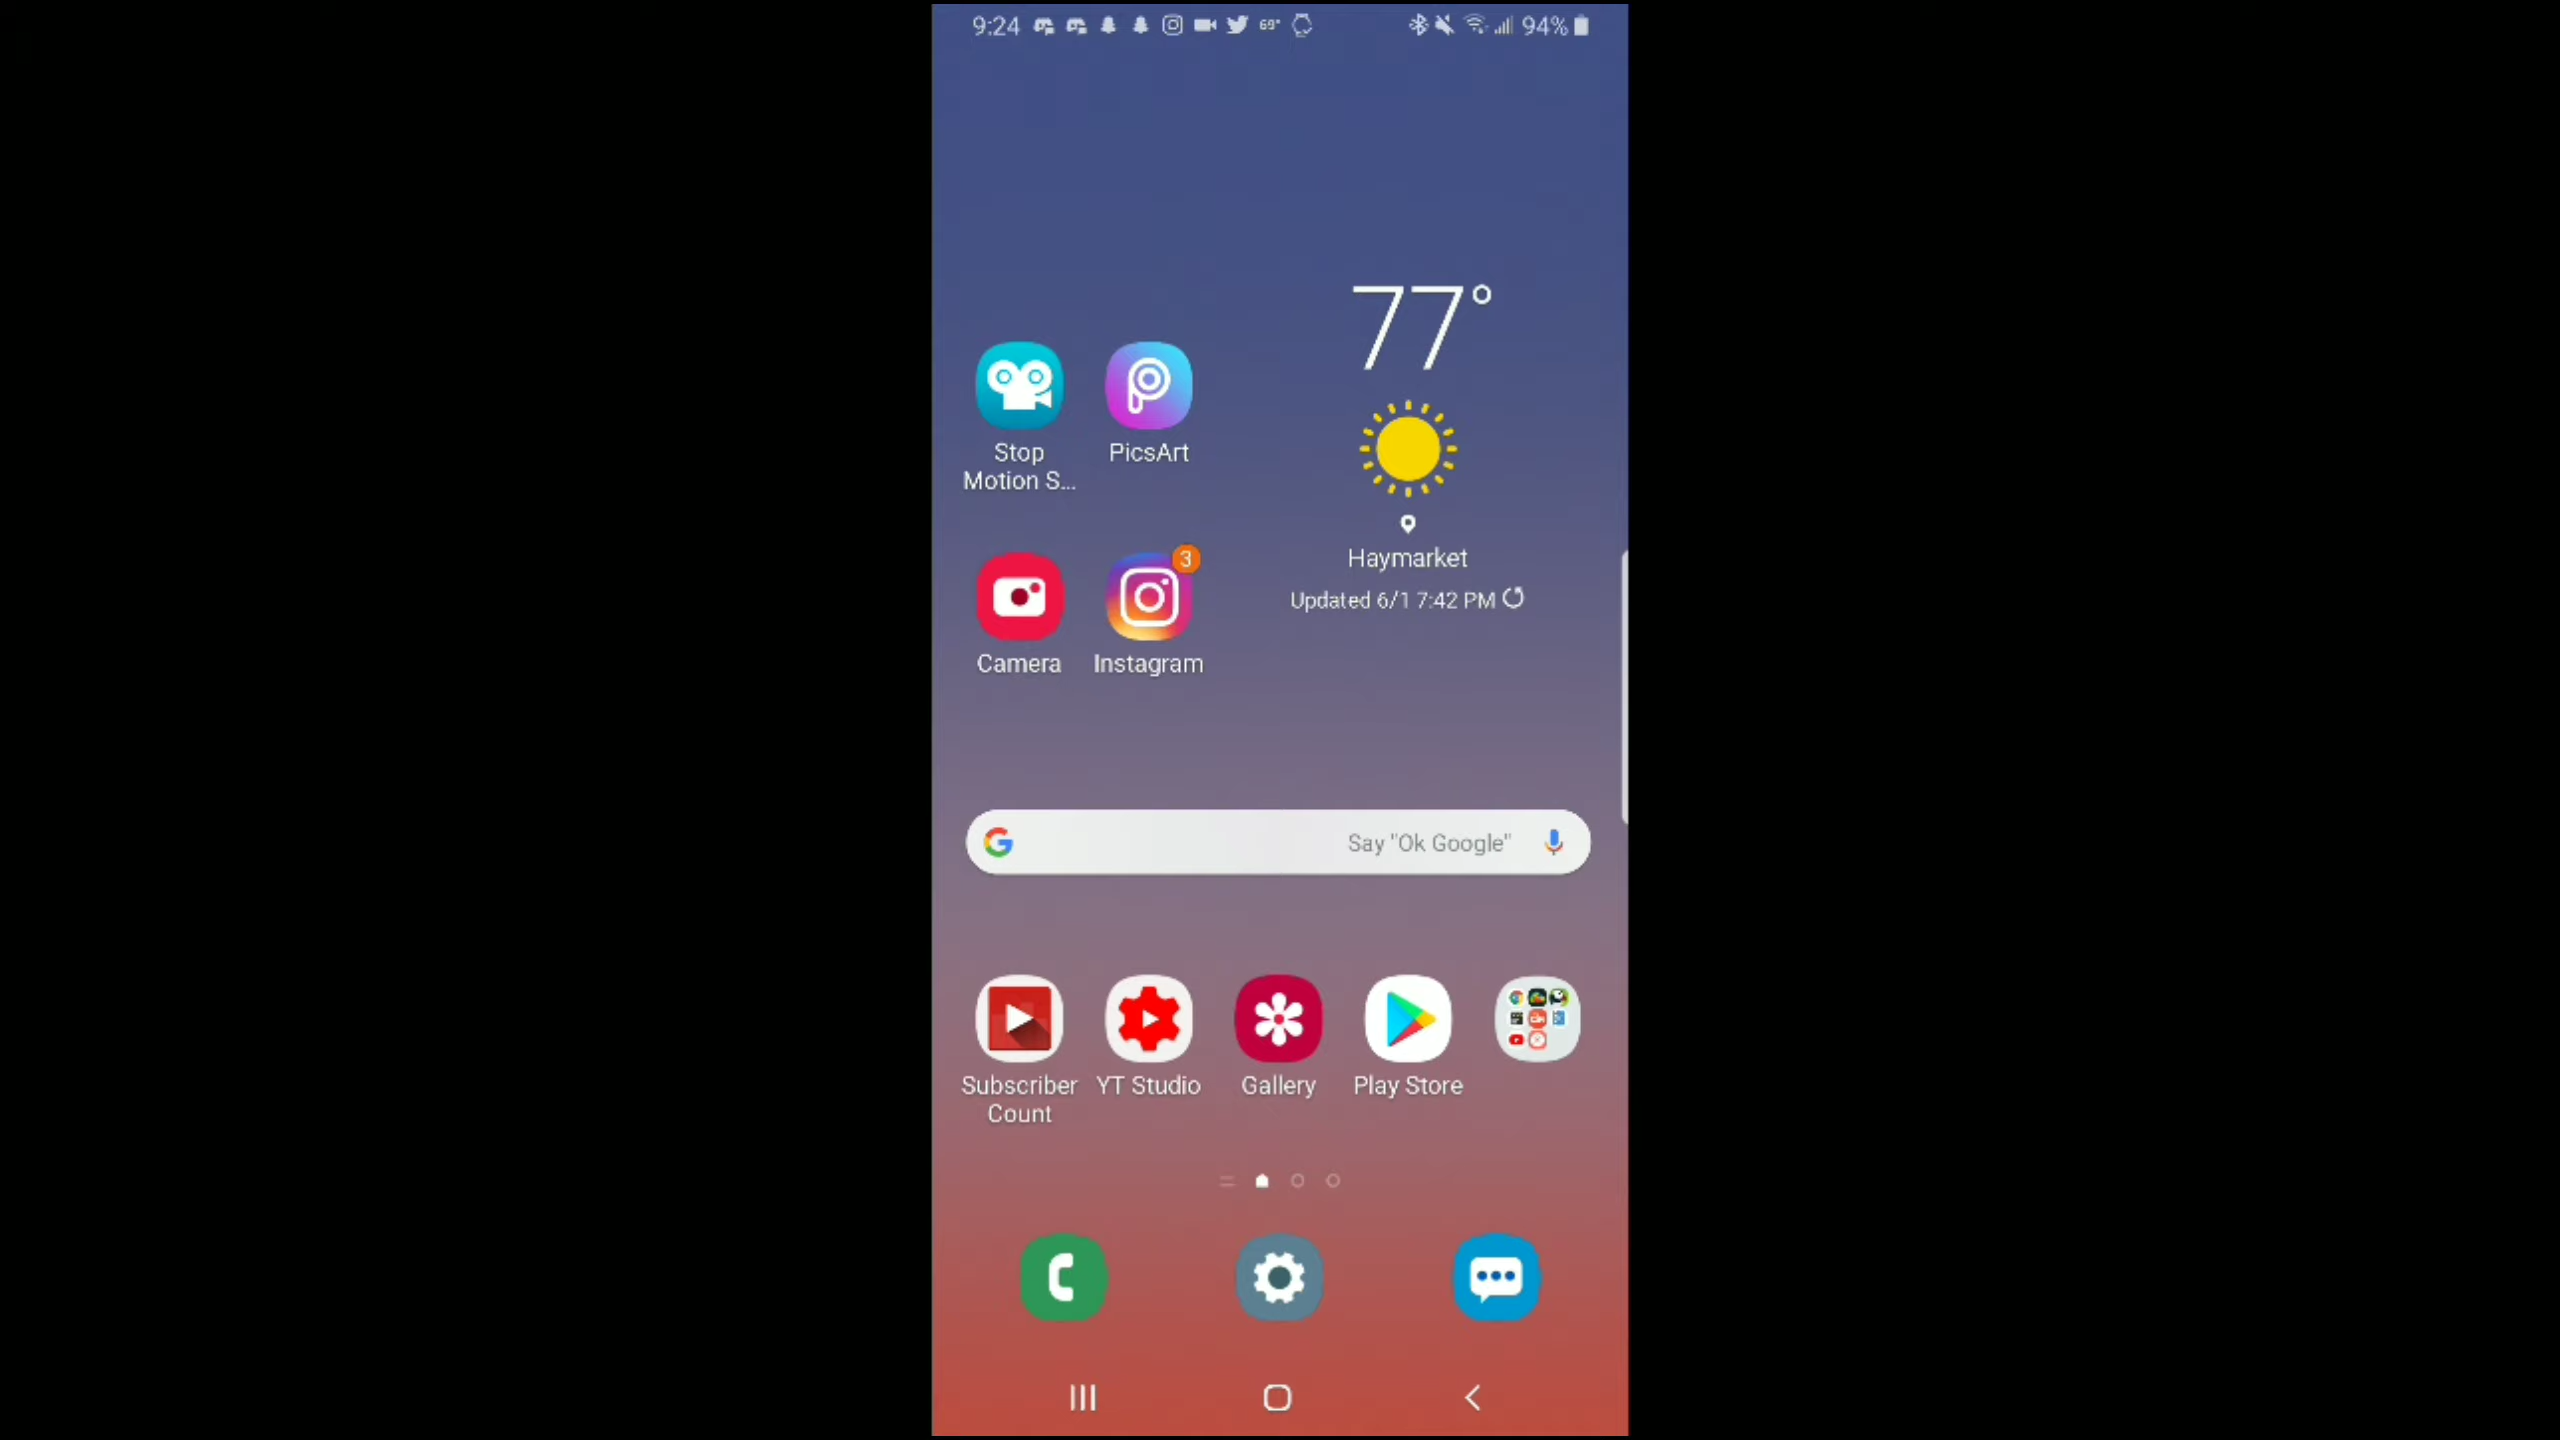 9:24 69° 94%
77°
Stop
Motion S...
PicsArt
Haymarket
Updated 6/1 7:42 PM
3
Camera
Instagram
Say "Ok Google"
Subscriber
Count
YT Studio
Gallery
Play Store